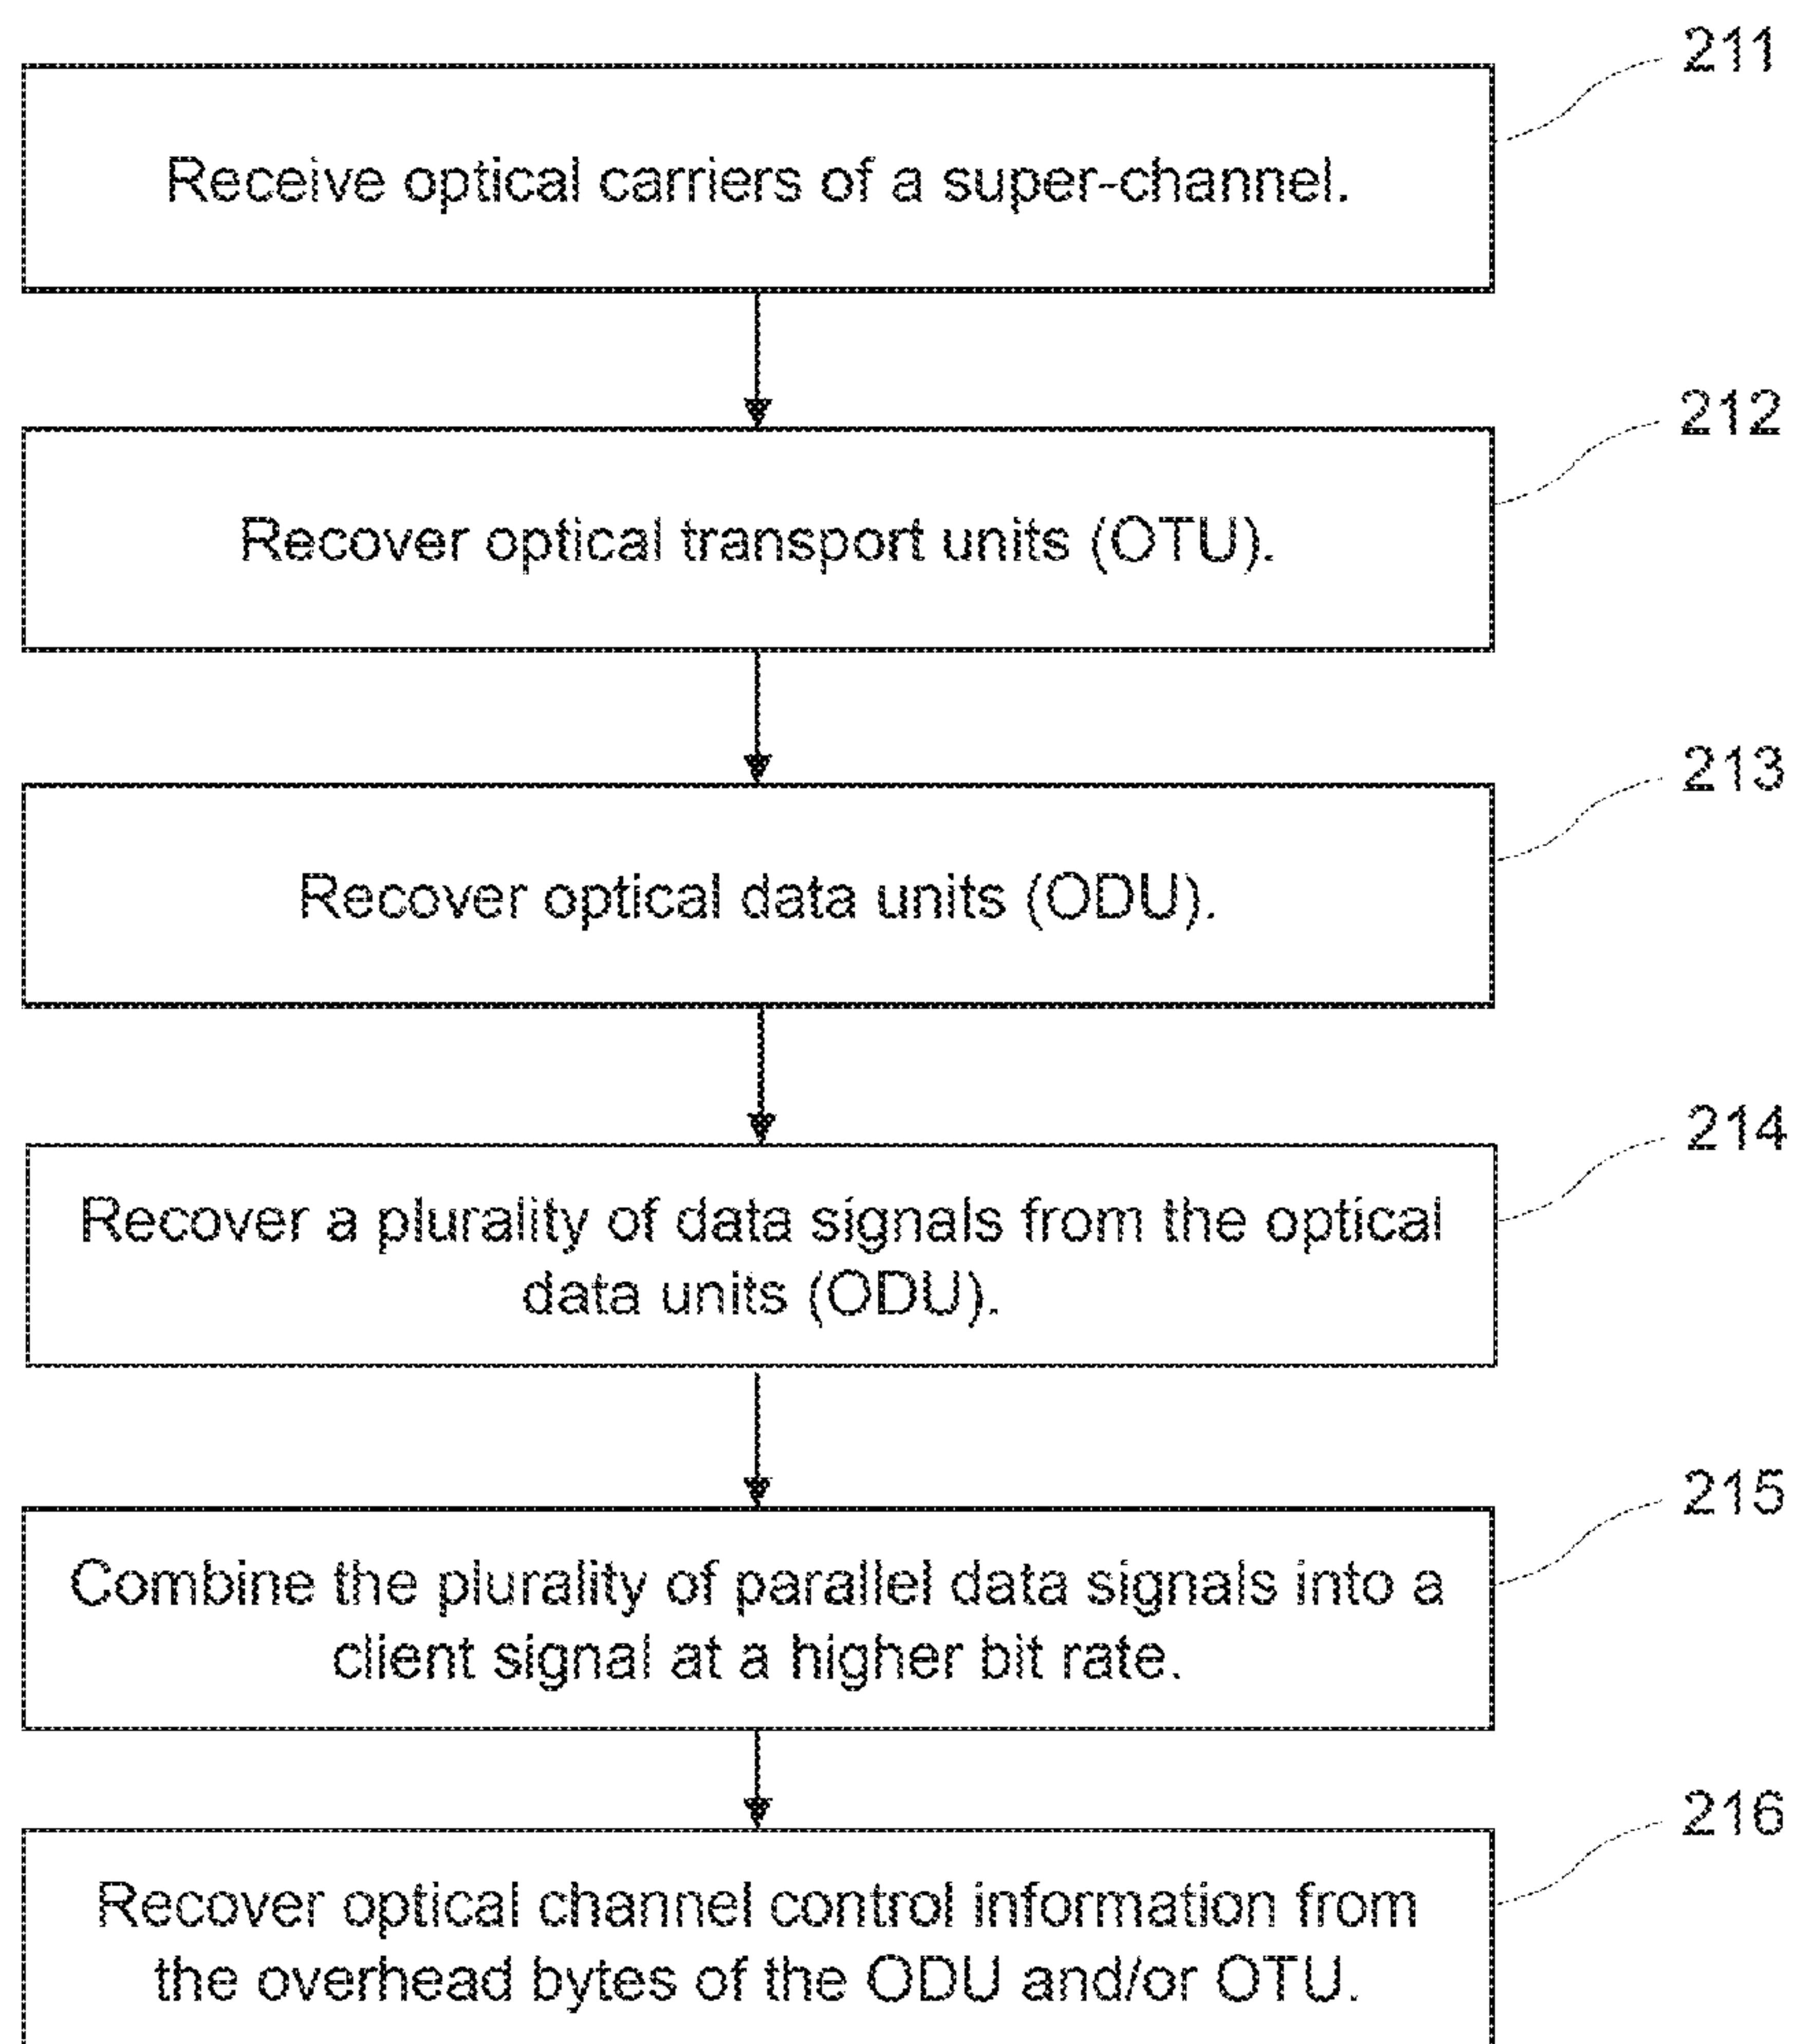 211
Receive optical carriers of a super-channel.
212
Recover optical transport units (OTU).
213
Recover optical data units (ODU).
214
Recover a plurality of data signals from the optical
data units (ODU).
215
Combine the plurality of parallel data signals into a
client signal at a higher bit rate.
216
Recover optical channel control information from
the overhead bytes of the ODU and/or OTU.